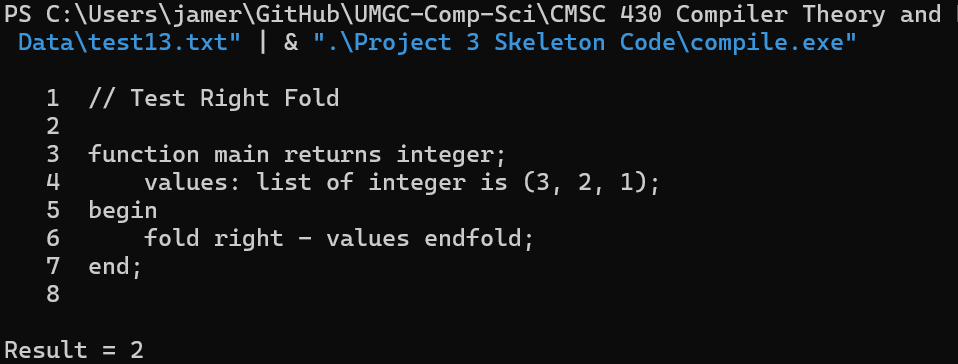 PS C:\Users\jamer\GitHub\UMGC-Comp-Sci\CMSC 430 Compiler Theory and
Data\test13.txt" | & ".\Project 3 Skeleton Code\compile.exe"
1 // Test Right Fold
2
3 function main returns integer;
4 values: list of integer is (3, 2, 1);
5 begin
6 fold right - values endfold;
7 end;
8
Result = 2